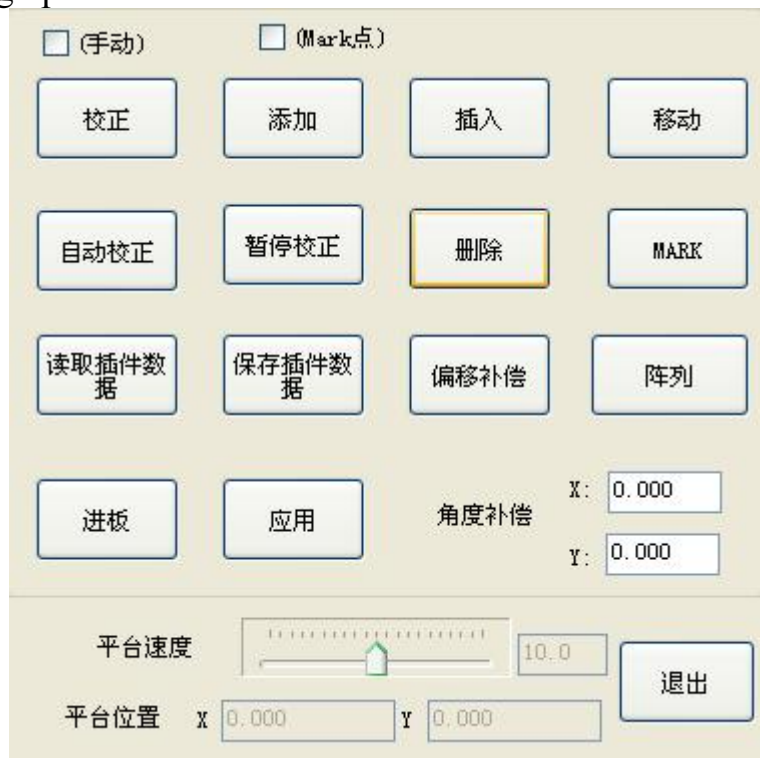 (手动) (Mark点)
校正 添加 插入 移动
自动校正 暂停校正 删除 MARK
读取插件数 保存插件数 偏移补偿 阵列
据 据
X: 0.000
进板 应用 角度补偿
Y: 0.000
平台速度 10.0
退出
平台位置 X 0.000 Y 0.000